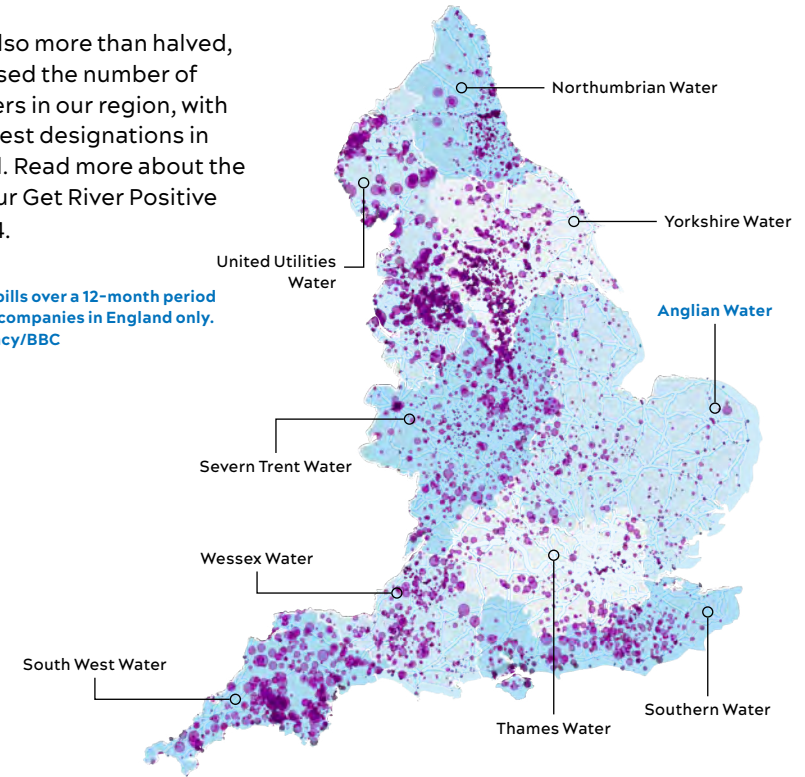 lso more than halved,
sed the number of
ers in our region, with
est designations in
. Read more about the
ur Get River Positive
4.
pills over a 12-month period
companies in England only.
cy/BBC
Northumbrian Water
Yorkshire Water
United Utilities
Water
Anglian Water
Severn Trent Water
Wessex Water
South West Water
Thames Water
Southern Water